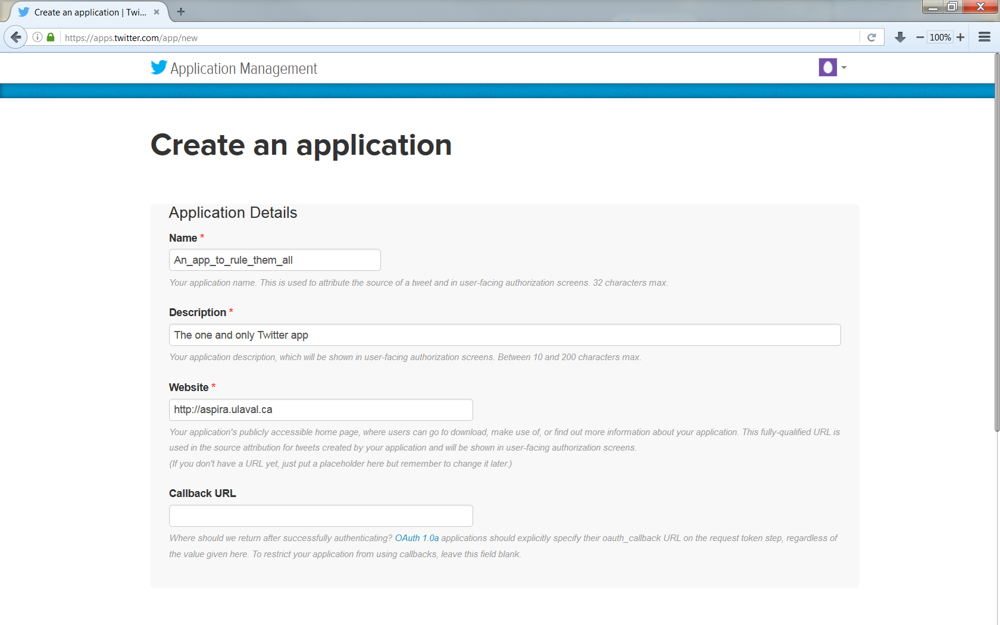 Create an application | Twi...
https://apps.twitter.com/app/new
100%
Application Management
Create an application
Application Details
Name *
An_app_to_rule_them_all
Your application name. This is used to attribute the source of a tweet and in user-facing authorization screens. 32 characters max.
Description *
The one and only Twitter app
Your application description, which will be shown in user-facing authorization screens. Between 10 and 200 characters max.
Website *
http://aspira.ulaval.ca
Your application's publicly accessible home page, where users can go to download, make use of, or find out more information about your application. This fully-qualified URL is
used in the source attribution for tweets created by your application and will be shown in user-facing authorization screens.
(If you don't have a URL yet, just put a placeholder here but remember to change it later.)
Callback URL
Where should we return after successfully authenticating? OAuth 1.0a applications should explicitly specify their oauth_callback URL on the request token step, regardless of
the value given here. To restrict your application from using callbacks, leave this field blank.